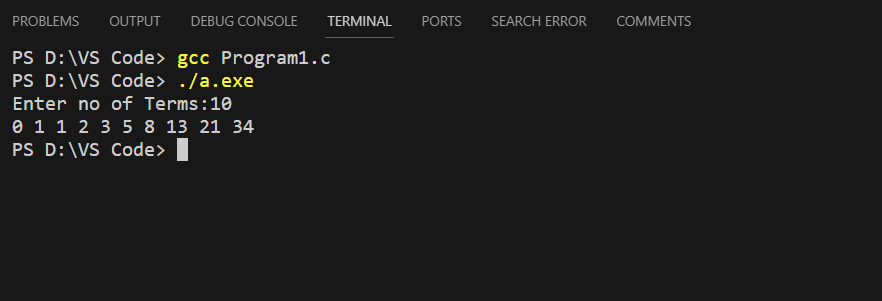 PROBLEMS OUTPUT DEBUG CONSOLE TERMINAL PORTS SEARCH ERROR COMMENTS
PS D:\VS Code> gcc Program1.c
PS D:\VS Code> ./a.exe
Enter no of Terms:10
0 1 1 2 3 5 8 13 21 34
PS D:\VS Code>